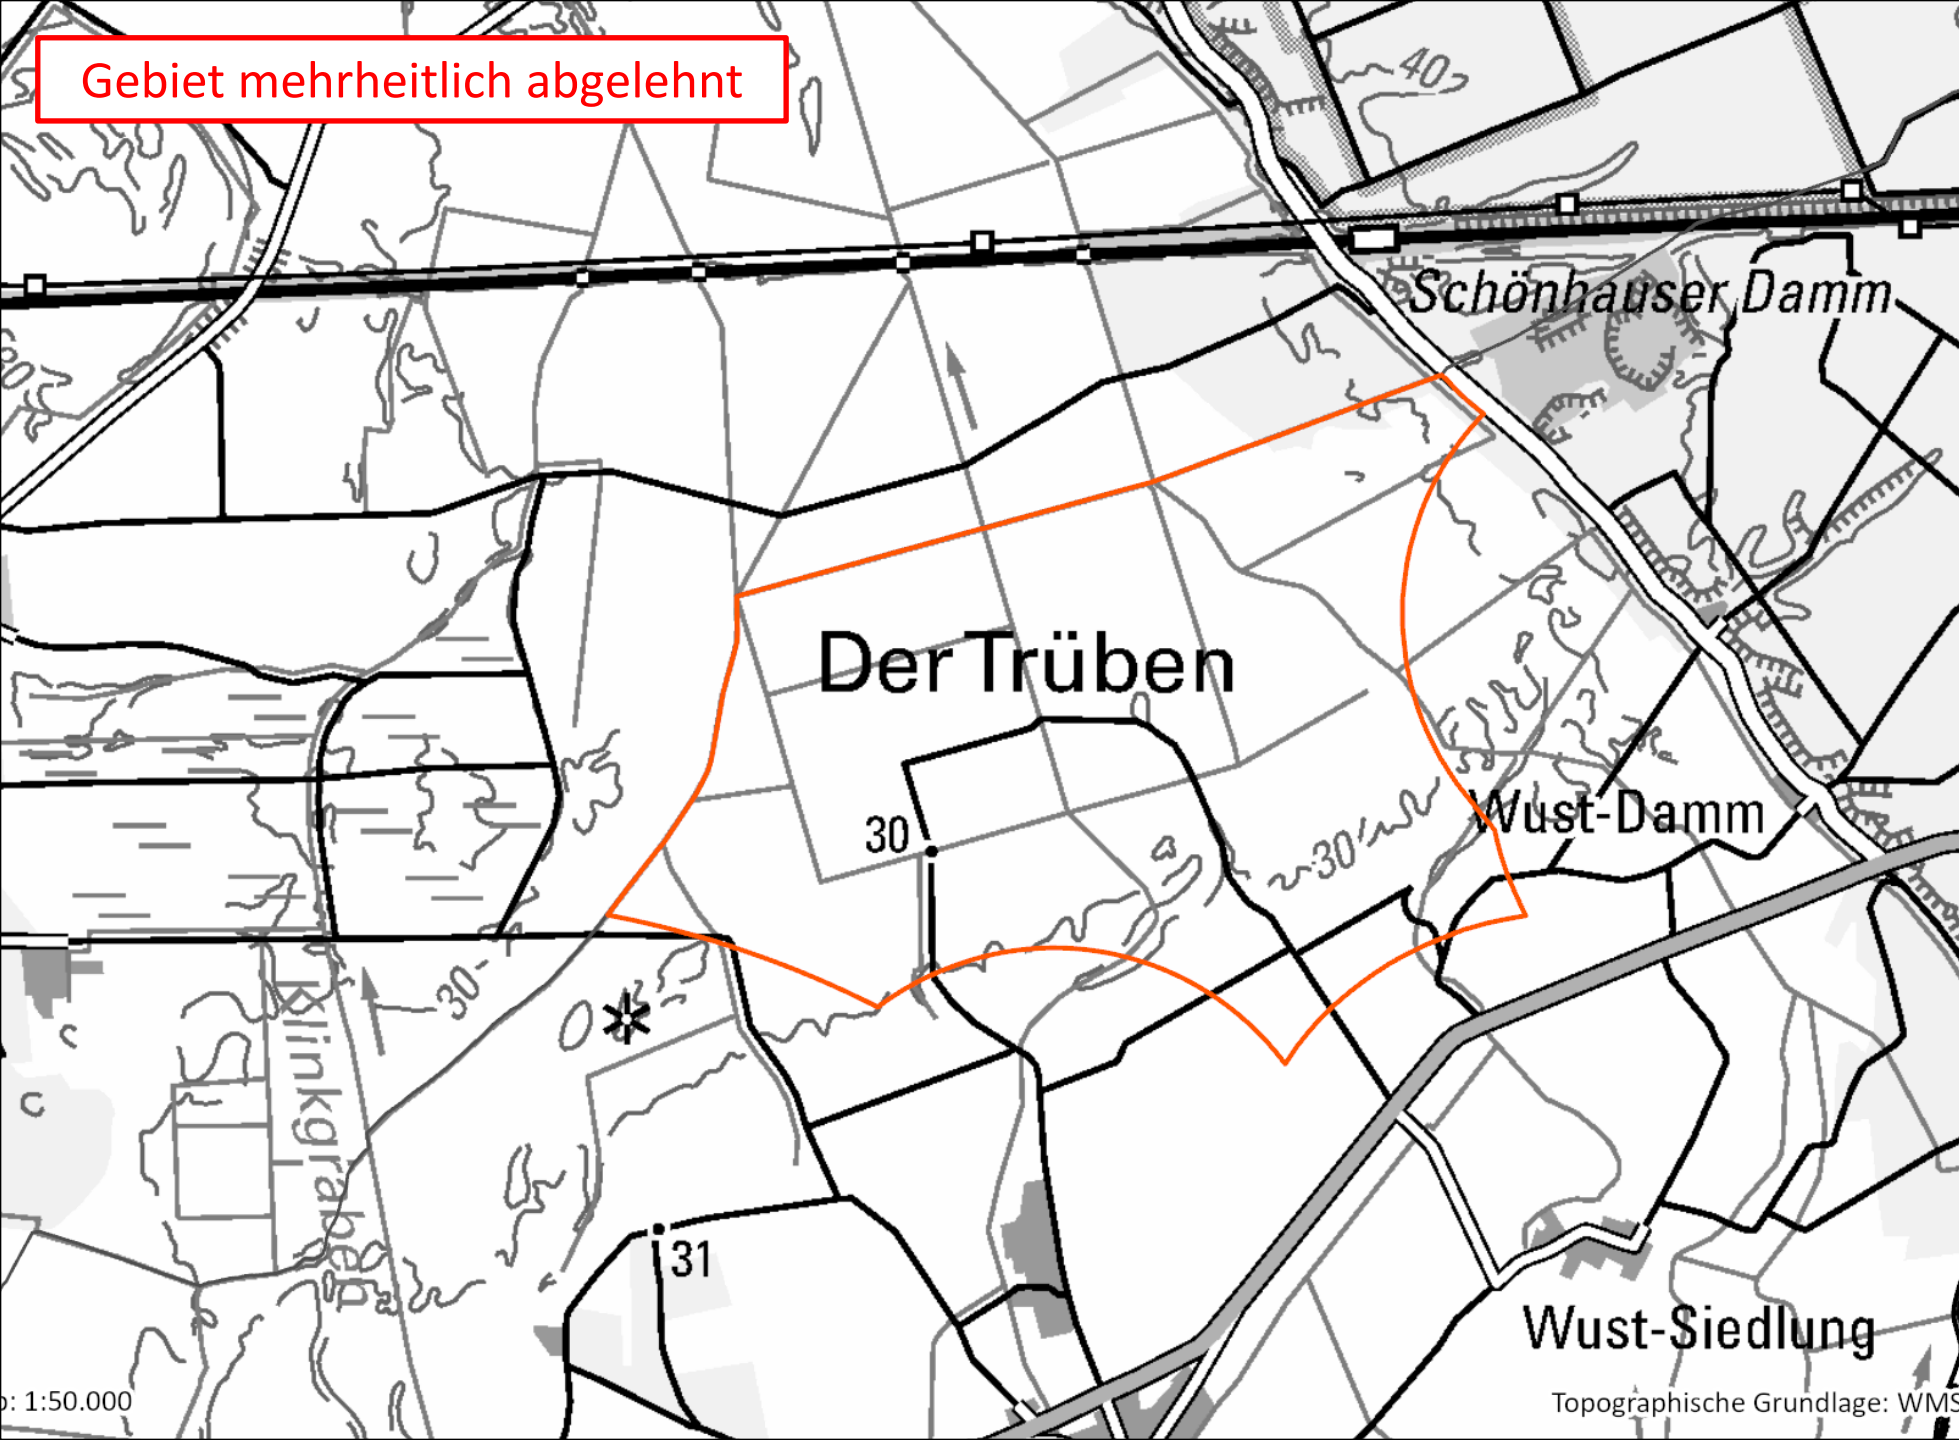 Gebiet mehrheitlich abgelehnt
40
Schönhauser Damm
Der Trüben
30
30
Wust-Damm
30
Klinkgraben
31
Wust-Siedlung
1:50.000
Topographische Grundlage: WMS